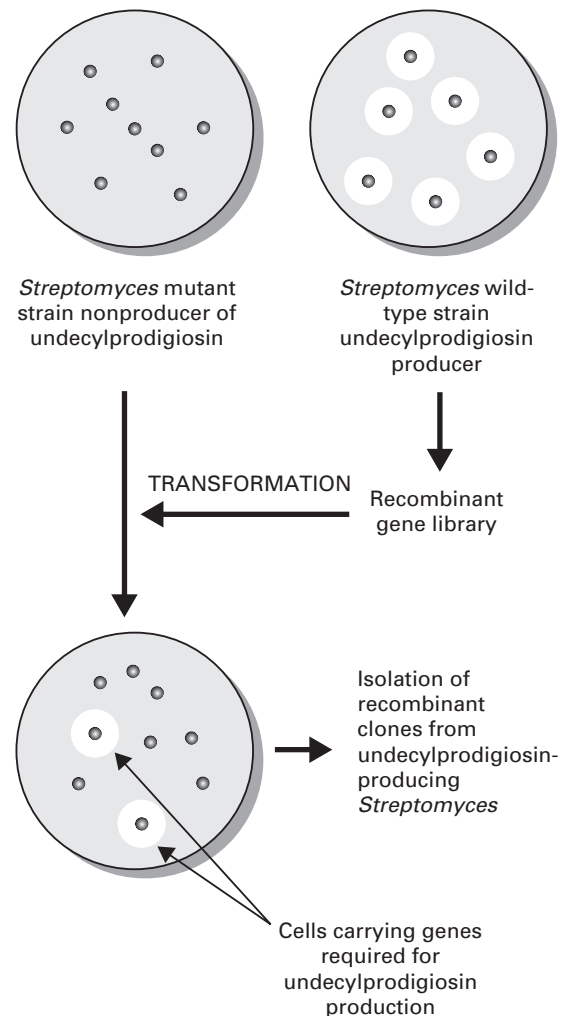 Streptomyces mutant
strain nonproducer of
undecylprodigiosin
Streptomyces wild-
type strain
undecylprodigiosin
producer
TRANSFORMATION
Recombinant
gene library
Isolation of
recombinant
clones from
undecylprodigiosin-
producing
Streptomyces
Cells carrying genes
required for
undecylprodigiosin
production